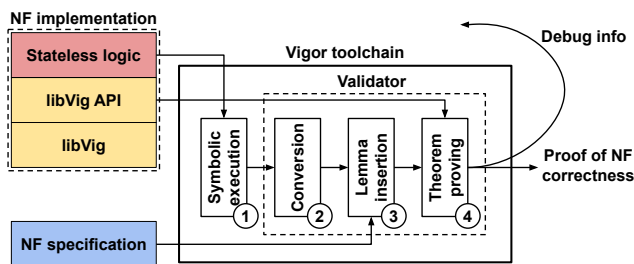 NF implementation
Stateless logic
libVig API
libVig
NF specification
Vigor toolchain
Validator
Symbolic
execution
1
Conversion
2
Lemma
insertion
3
Theorem
proving
4
Debug info
Proof of NF
correctness